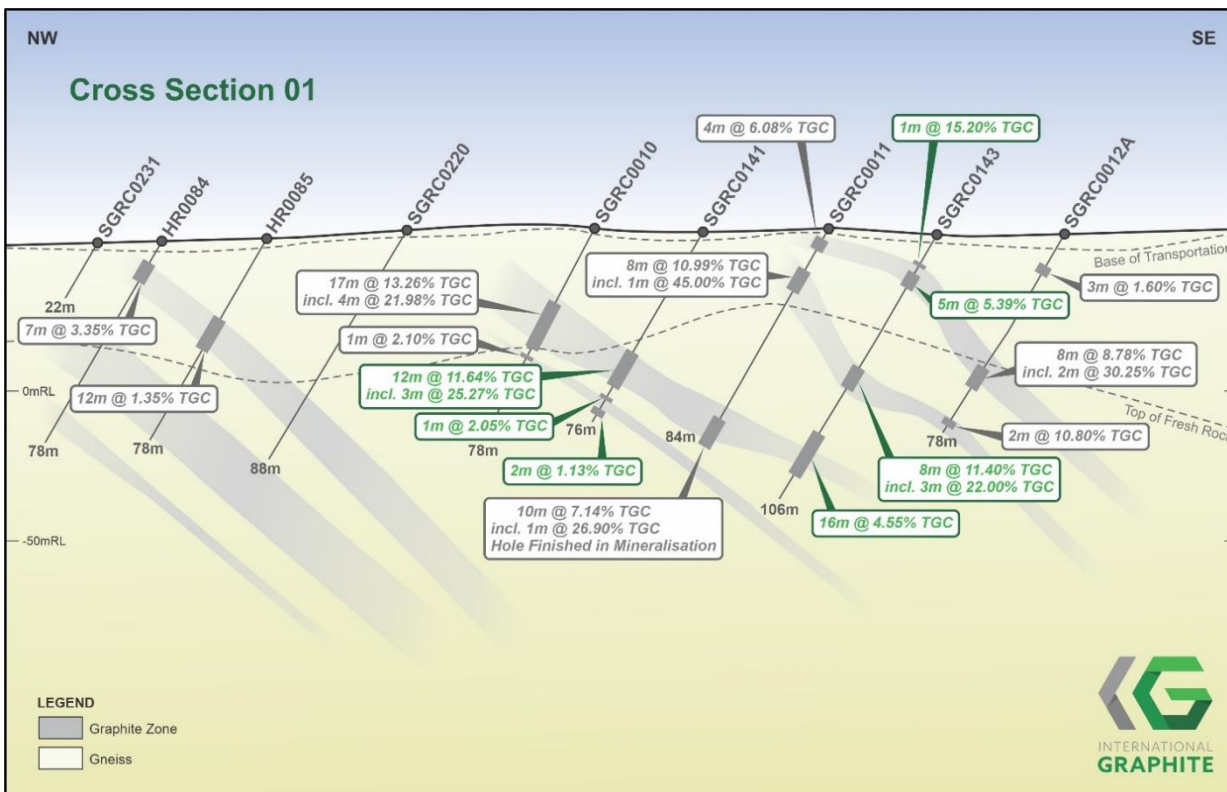 NW
SE
Cross Section 01
4m @ 6.08% TGC
1m @ 15.20% TGC
SGRC0231
HR0084
HR0085
SGRC0220
SGRC0010
SGRC0141
SGRC0011
SGRC0143
SGRC0012A
Base of Transportation
17m @ 13.26% TGC
incl. 4m @ 21.98% TGC
8m @ 10.99% TGC
incl. 1m @ 45.00% TGC
3m @ 1.60% TGC
22m
7m @ 3.35% TGC
5m @ 5.39% TGC
1m @ 2.10% TGC
12m @ 11.64% TGC
incl. 3m @ 25.27% TGC
8m @ 8.78% TGC
incl. 2m @ 30.25% TGC
0mRL
12m @ 1.35% TGC
Top of Fresh Rock
1m @ 2.05% TGC
76m
84m
78m
2m @ 10.80% TGC
78m
78m
78m
88m
2m @ 1.13% TGC
8m @ 11.40% TGC
incl. 3m @ 22.00% TGC
106m
10m @ 7.14% TGC
incl. 1m @ 26.90% TGC
Hole Finished in Mineralisation
16m @ 4.55% TGC
-50mRL
LEGEND
Graphite Zone
Gneiss
INTERNATIONAL
GRAPHITE